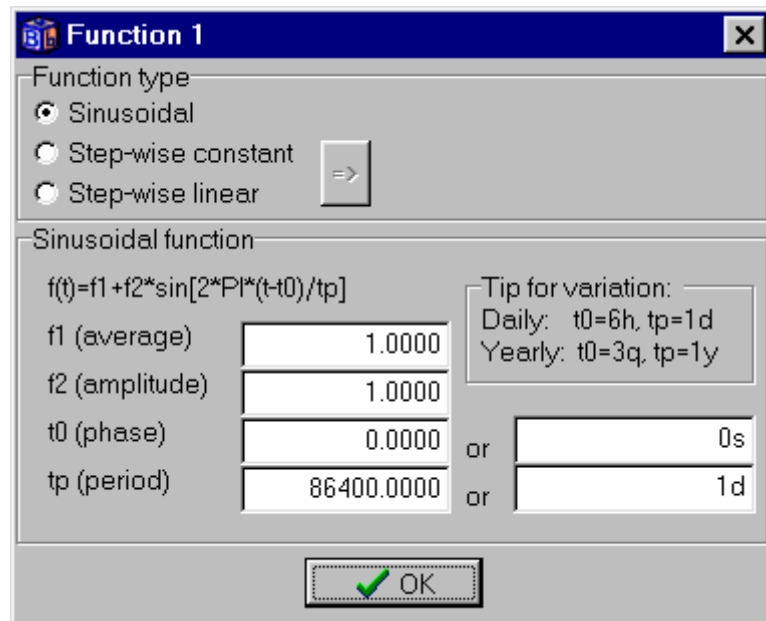 Function 1
Function type
Sinusoidal
Step-wise constant
=>
Step-wise linear
Sinusoidal function
f(t)=f1+f2*sin[2*PI*(t-t0)/tp]
Tip for variation:
Daily: t0=6h, tp=1d
Yearly: t0=3q, tp=1y
f1 (average) 1.0000
f2 (amplitude) 1.0000
t0 (phase) 0.0000 or 0s
tp (period) 86400.0000 or 1d
OK